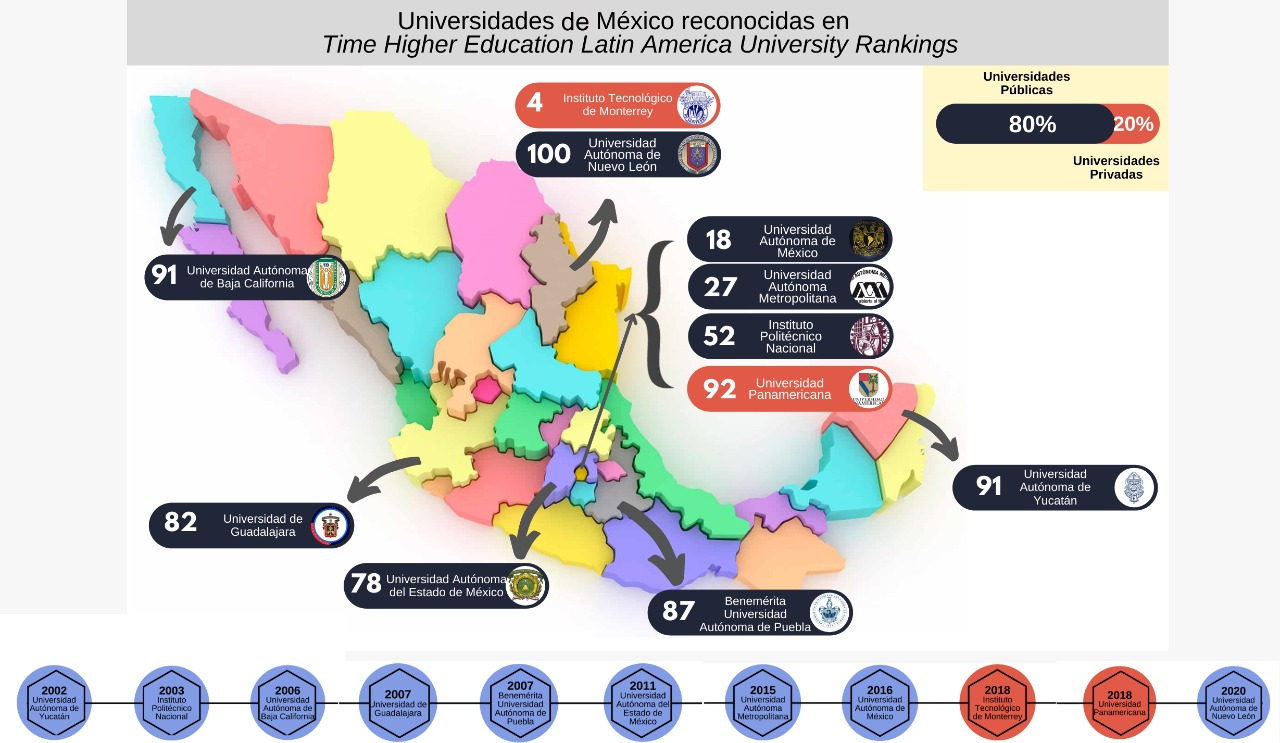 Universidades de México reconocidas en
Time Higher Education Latin America University Rankings
Universidades
Públicas
80%
20%
Universidades
Privadas
4
Instituto Tecnológico
de Monterrey
100
Universidad
Autónoma de
Nuevo León
18
Universidad
Autónoma de
México
27
Universidad
Autónoma
Metropolitana
52
Instituto
Politécnico
Nacional
92
Universidad
Panamericana
91
Universidad Autónoma
de Baja California
91
Universidad
Autónoma de
Yucatán
82
Universidad de
Guadalajara
78
Universidad Autónoma
del Estado de México
87
Benemérita
Universidad
Autónoma de Puebla
2002
Universidad
Autónoma de
Yucatán
2003
Instituto
Politécnico
Nacional
2006
Universidad
Autónoma de
Baja California
2007
Universidad de
Guadalajara
2007
Benemérita
Universidad
Autónoma de
Puebla
2011
Universidad
Autónoma del
Estado de
México
2015
Universidad
Autónoma
Metropolitana
2016
Universidad
Autónoma de
México
2018
Instituto
Tecnológico
de Monterrey
2018
Universidad
Panamericana
2020
Universidad
Autónoma de
Nuevo León